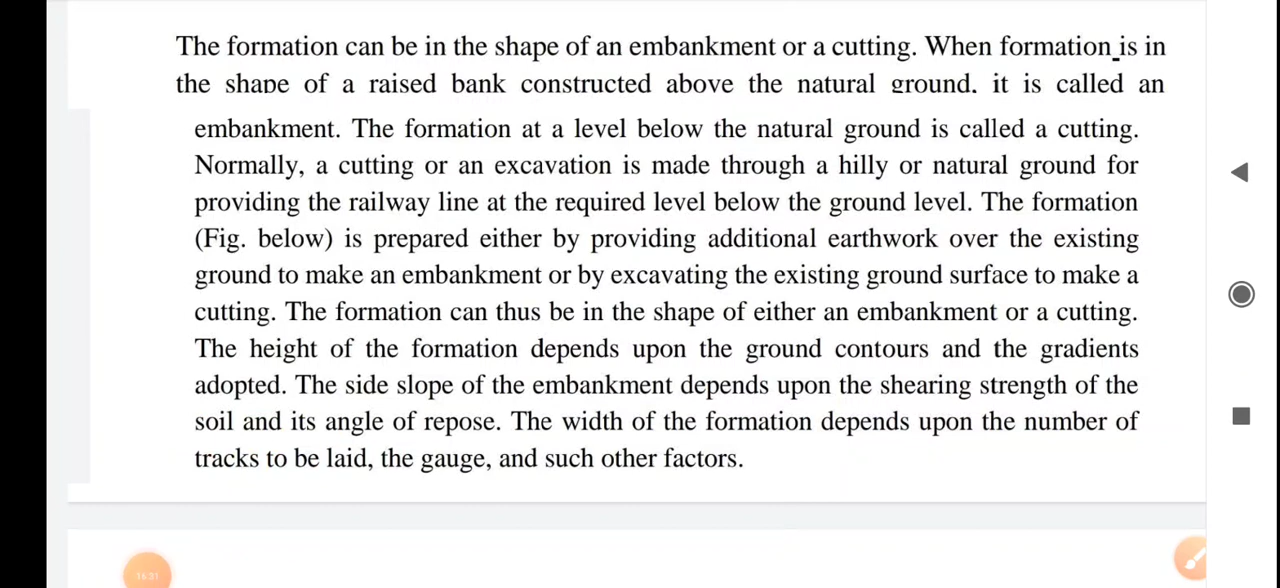 The formation can be in the shape of an embankment or a cutting. When formation is in
the shape of a raised bank constructed above the natural ground, it is called an
embankment. The formation at a level below the natural ground is called a cutting.
Normally, a cutting or an excavation is made through a hilly or natural ground for
providing the railway line at the required level below the ground level. The formation
(Fig. below) is prepared either by providing additional earthwork over the existing
ground to make an embankment or by excavating the existing ground surface to make a
cutting. The formation can thus be in the shape of either an embankment or a cutting.
The height of the formation depends upon the ground contours and the gradients
adopted. The side slope of the embankment depends upon the shearing strength of the
soil and its angle of repose. The width of the formation depends upon the number of
tracks to be laid, the gauge, and such other factors.
16:31